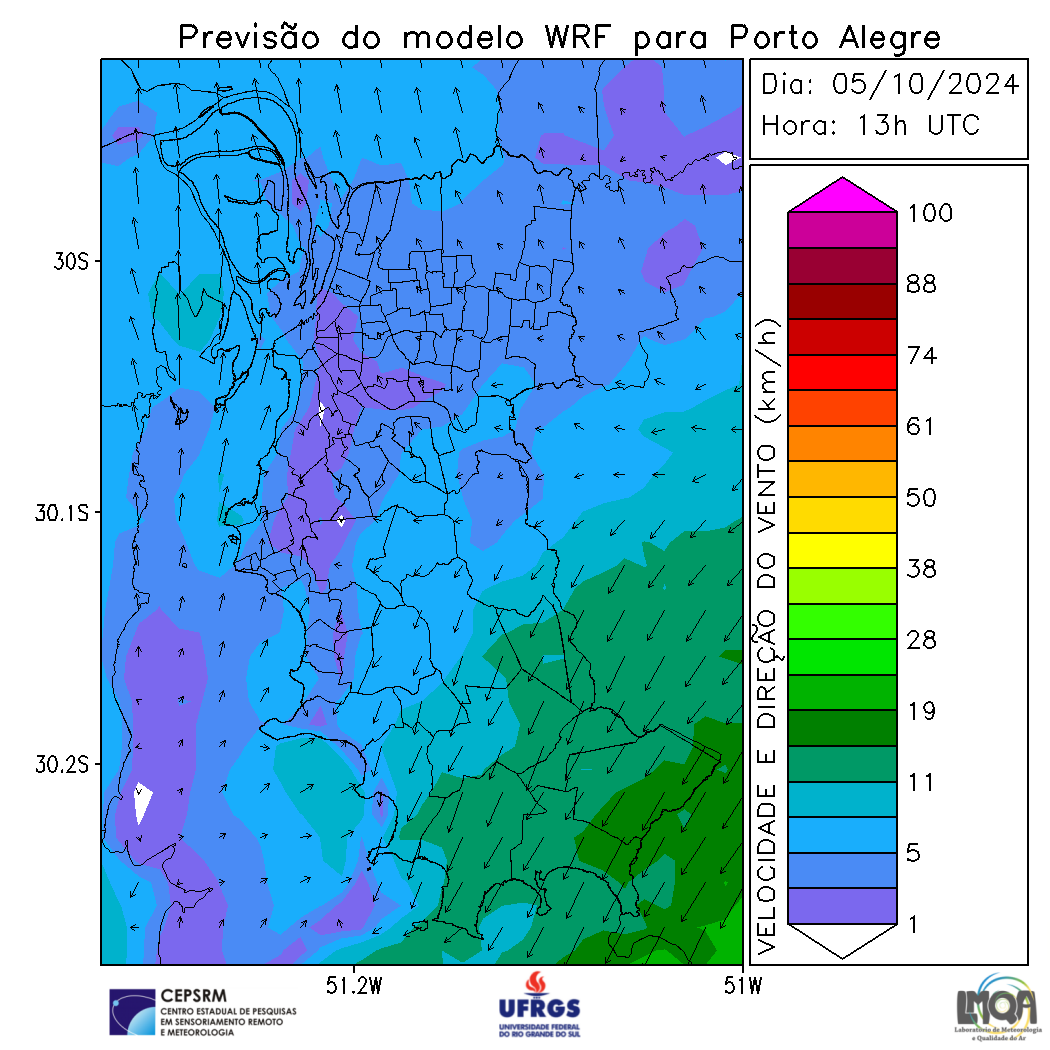 Previsão do modelo WRF para Porto Alegre
Dia: 05/10/2024
Hora: 13h UTC
30S
30.1S
30.2S
51.2W
51W
VELOCIDADE E DIREÇÃO DO VENTO (km/h)
100
88
74
61
50
38
28
19
11
5
1
CEPSRM
CENTRO ESTADUAL DE PESQUISAS
EM SENSORIAMENTO REMOTO
E METEOROLOGIA
UFRGS
UNIVERSIDADE FEDERAL
DO RIO GRANDE DO SUL
LMQA
Laboratório de Meteorologia
e Qualidade do Ar